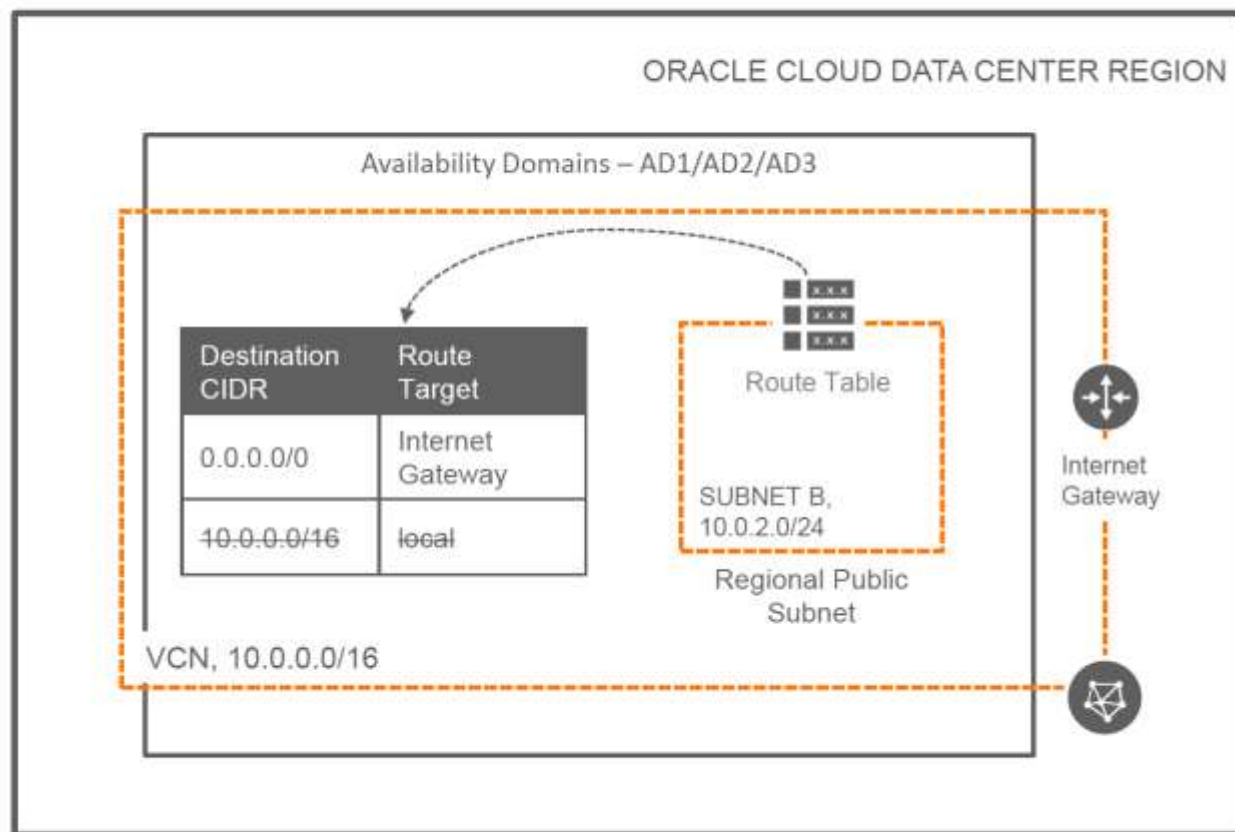 ORACLE CLOUD DATA CENTER REGION
Availability Domains – AD1/AD2/AD3
Destination
CIDR
Route
Target
0.0.0.0/0
Internet
Gateway
10.0.0.0/16
local
x x x
x x x
x x x
Route Table
SUBNET B,
10.0.2.0/24
Regional Public
Subnet
Internet
Gateway
VCN, 10.0.0.0/16